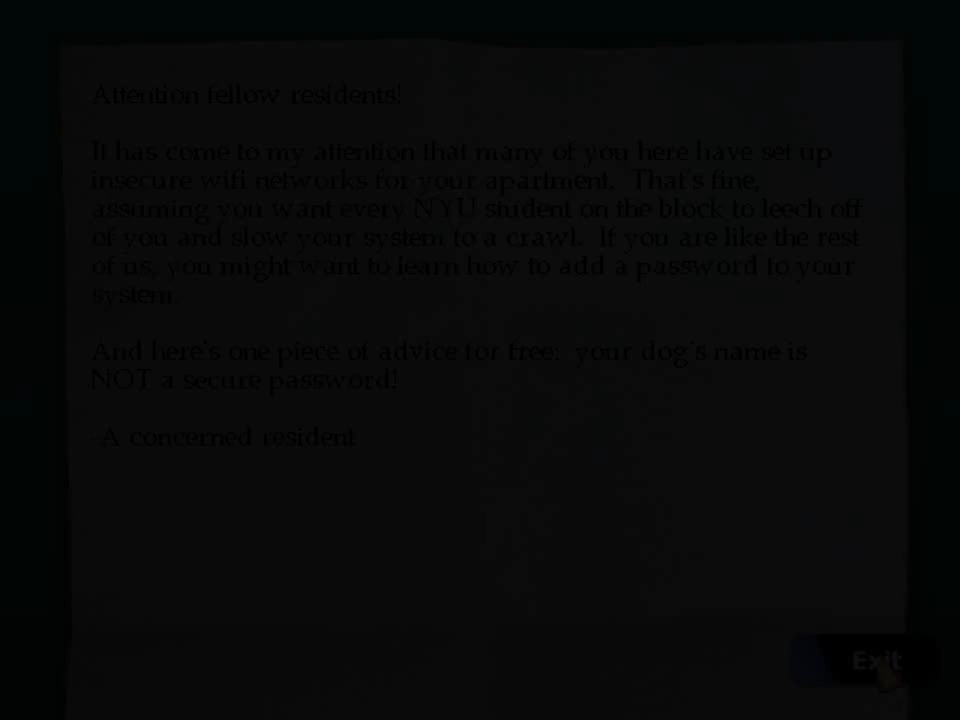 Attention fellow residents!
It has come to my attention that many of you here have set up
insecure wifi networks for your apartment.  That's fine,
assuming you want every NYU student on the block to leech off
of you and slow your system to a crawl.  If you are like the rest
of us, you might want to learn how to add a password to your
system.
And here's one piece of advice for free:  your dog's name is
NOT a secure password!
-A concerned resident
Exit